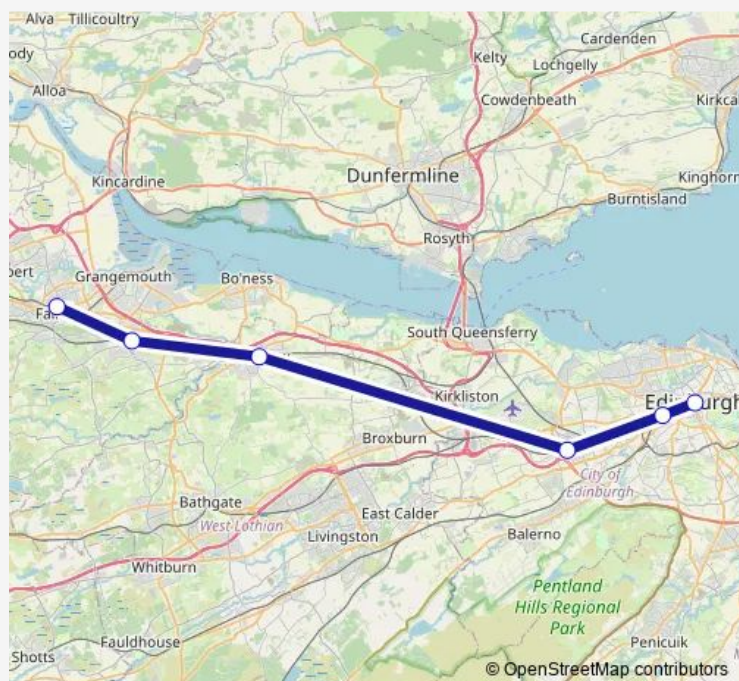 Alva Tillicoultry
Cardenden
Kelty
Lochgelly
Alloa
Cowdenbeath
Kirkca
Dunfermline
Kincardine
Kinghorn
Burntisland
Rosyth
Grangemouth
Bo'ness
South Queensferry
Kirkliston
Broxburn
City of
Edinburgh
Bathgate
West Lothian
East Calder
Livingston
Balerno
Whitburn
Pentland
Hills Regional
Park
Fauldhouse
Penicuik
Shotts
© OpenStreetMap contributors